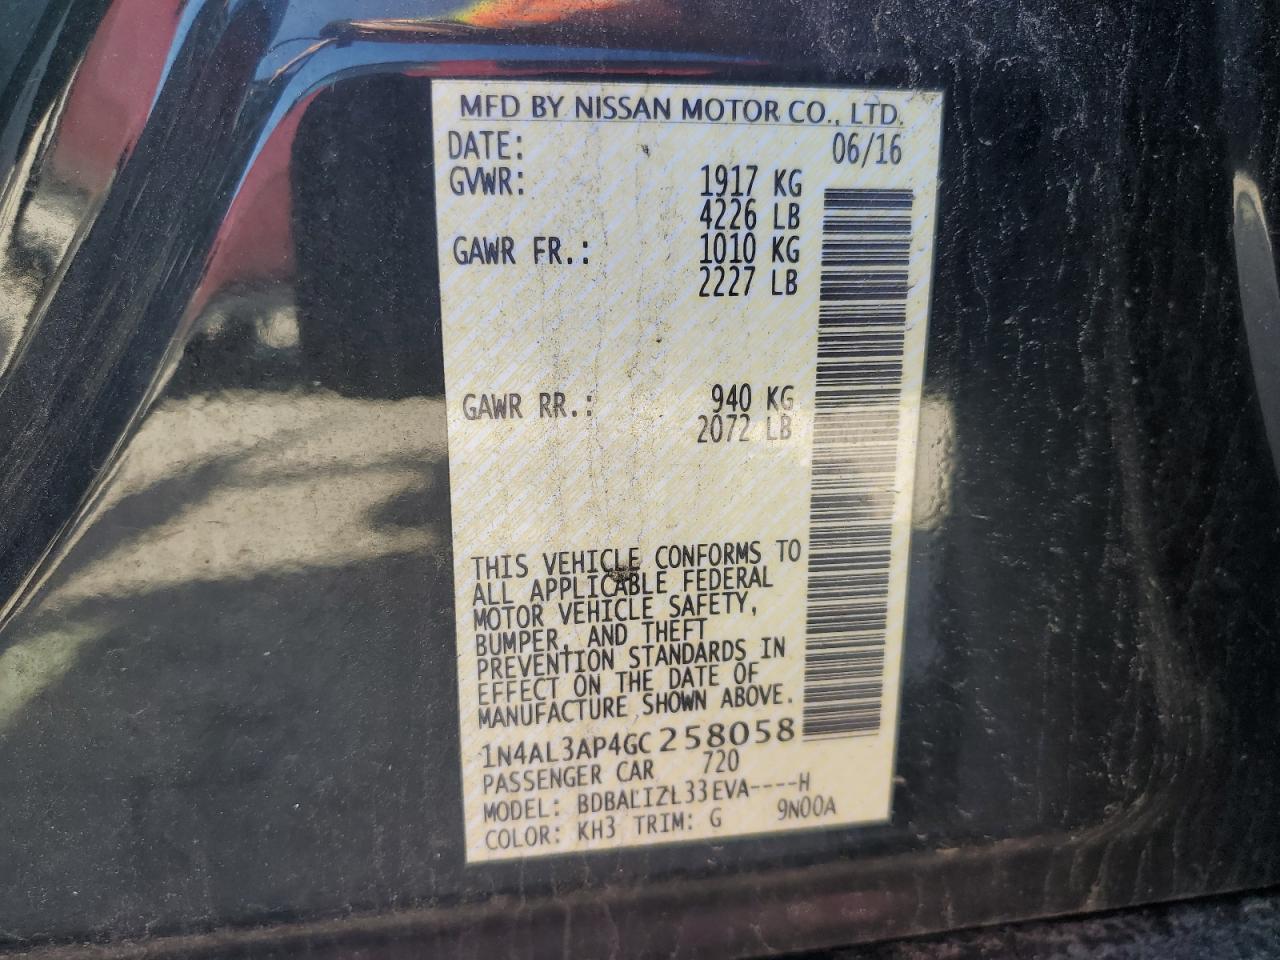 MFD BY NISSAN MOTOR CO., LTD.
DATE: 06/16
GVWR: 1917 KG
4226 LB
GAWR FR.: 1010 KG
2227 LB
GAWR RR.: 940 KG
2072 LB
THIS VEHICLE CONFORMS TO
ALL APPLICABLE FEDERAL
MOTOR VEHICLE SAFETY,
BUMPER, AND THEFT
PREVENTION STANDARDS IN
EFFECT ON THE DATE OF
MANUFACTURE SHOWN ABOVE.
1N4AL3AP4GC258058
PASSENGER CAR 720
MODEL: BDBALIZL33EVA----H
COLOR: KH3 TRIM: G 9N00A